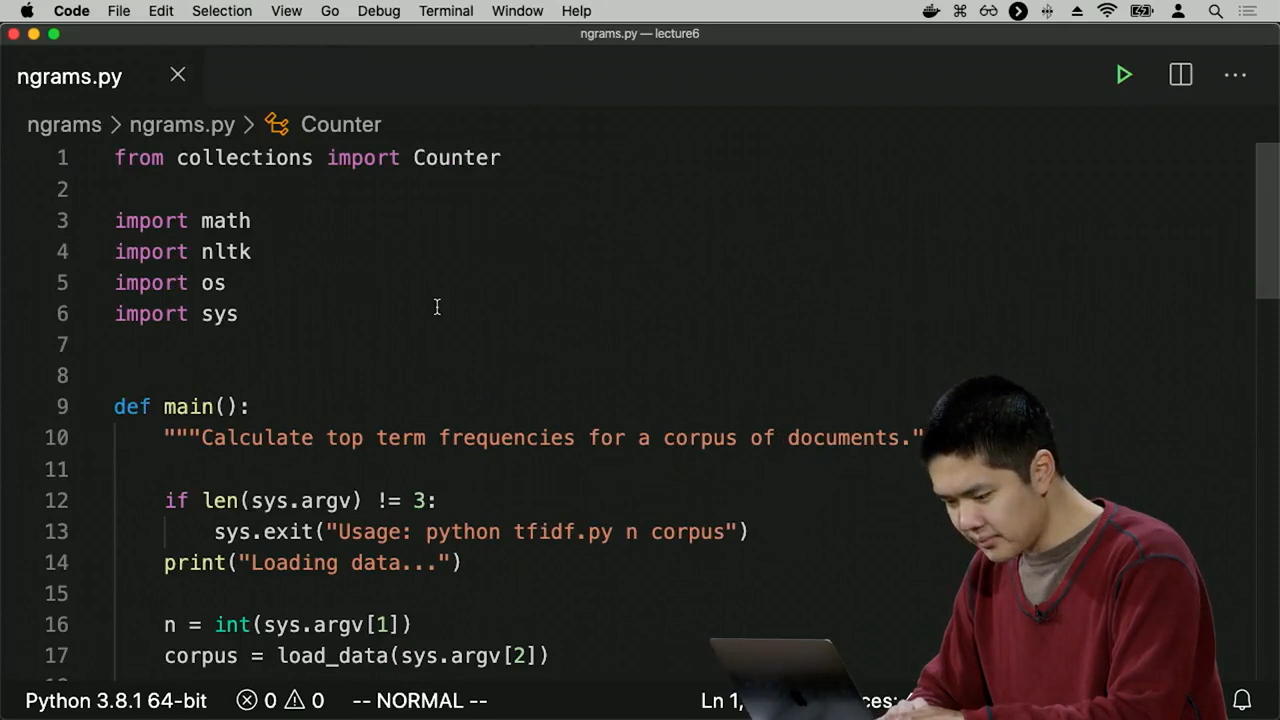 Code File Edit Selection View Go Debug Terminal Window Help
ngrams.py — lecture6
ngrams.py
ngrams > ngrams.py > Counter
1 from collections import Counter
2
3 import math
4 import nltk
5 import os
6 import sys
7
8
9 def main():
10 """Calculate top term frequencies for a corpus of documents."
11
12 if len(sys.argv) != 3:
13 sys.exit("Usage: python tfidf.py n corpus")
14 print("Loading data...")
15
16 n = int(sys.argv[1])
17 corpus = load_data(sys.argv[2])
Python 3.8.1 64-bit 0 0 -- NORMAL -- Ln 1,